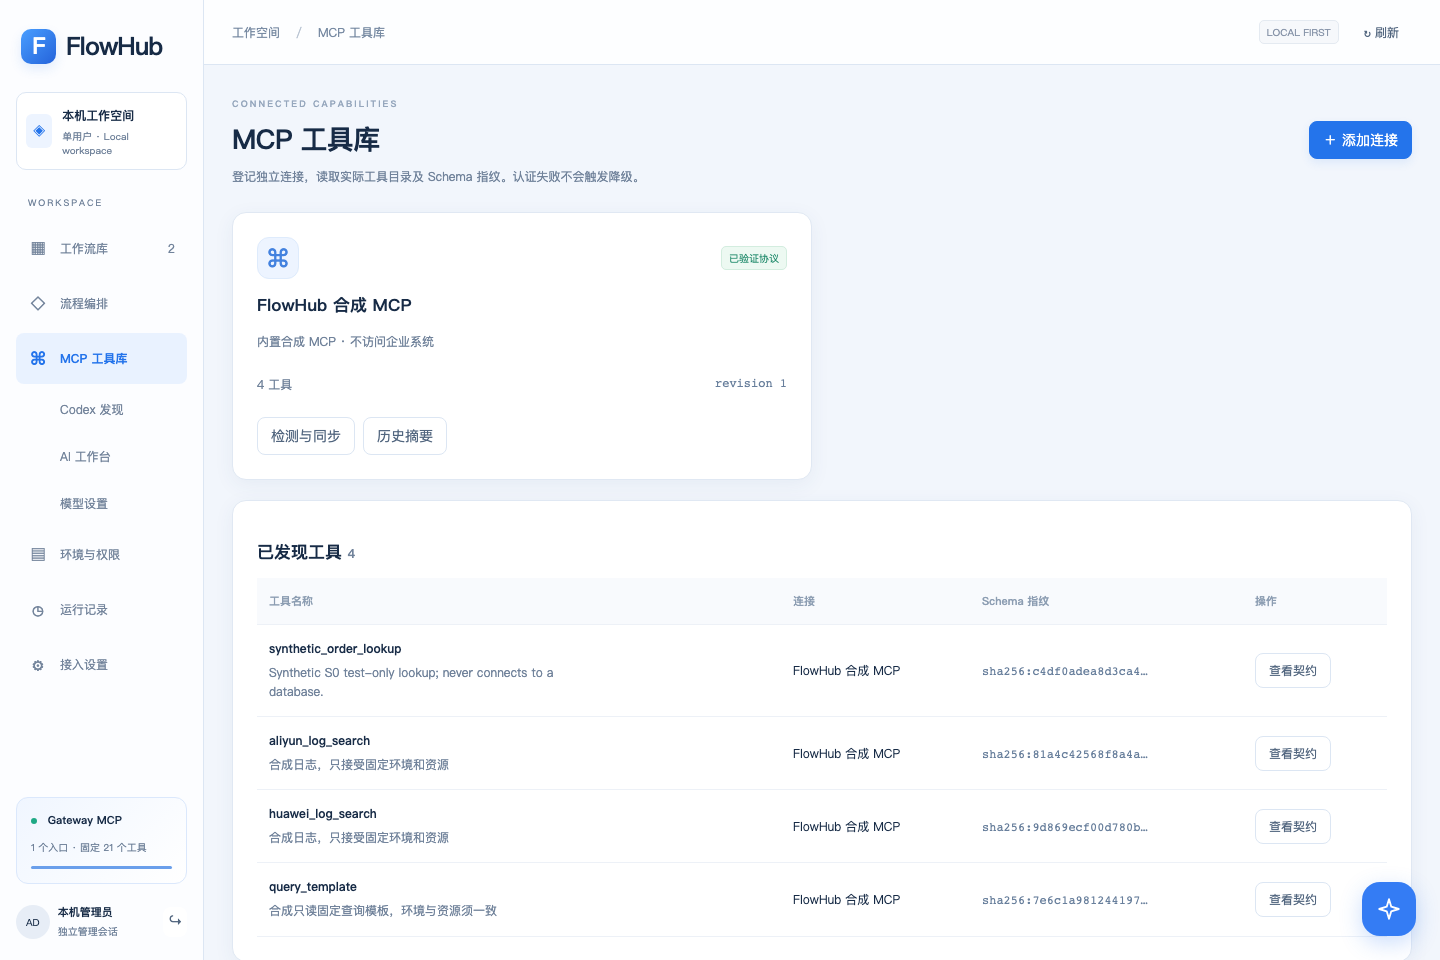 F FlowHub
本机工作空间
单用户 · Local
workspace
WORKSPACE
工作流库 2
流程编排
MCP 工具库
Codex 发现
AI 工作台
模型设置
环境与权限
运行记录
接入设置
Gateway MCP
1 个入口 · 固定 21 个工具
AD
本机管理员
独立管理会话
工作空间 / MCP 工具库
LOCAL FIRST
刷新
CONNECTED CAPABILITIES
MCP 工具库
登记独立连接，读取实际工具目录及 Schema 指纹。认证失败不会触发降级。
+ 添加连接
已验证协议
FlowHub 合成 MCP
内置合成 MCP · 不访问企业系统
4 工具
revision 1
检测与同步
历史摘要
已发现工具 4
工具名称 连接 Schema 指纹 操作
synthetic_order_lookup
Synthetic S0 test-only lookup; never connects to a
database.
FlowHub 合成 MCP
sha256:c4df0adea8d3ca4…
查看契约
aliyun_log_search
合成日志，只接受固定环境和资源
FlowHub 合成 MCP
sha256:81a4c42568f8a4a…
查看契约
huawei_log_search
合成日志，只接受固定环境和资源
FlowHub 合成 MCP
sha256:9d869ecf00d780b…
查看契约
query_template
合成只读固定查询模板，环境与资源须一致
FlowHub 合成 MCP
sha256:7e6c1a981244197…
查看契约